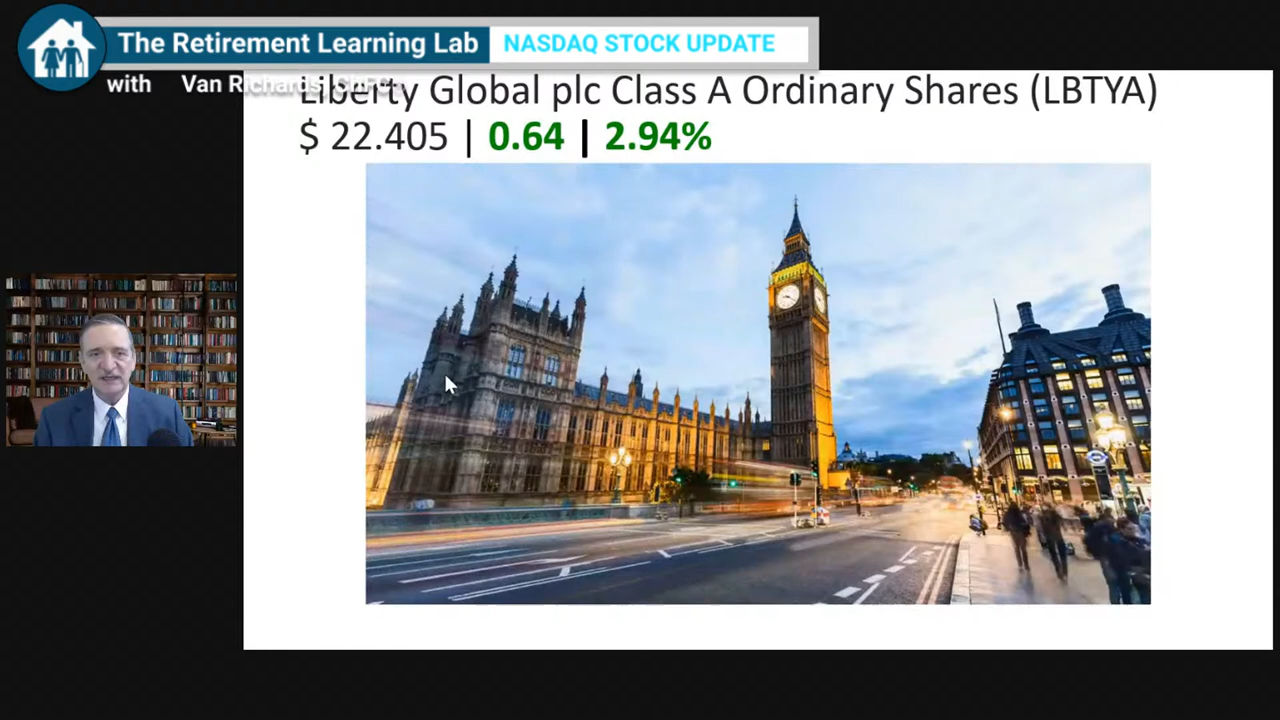 The Retirement Learning Lab NASDAQ STOCK UPDATE
with Van Richards, ChFC
Liberty Global plc Class A Ordinary Shares (LBTYA)
$ 22.405 | 0.64 | 2.94%